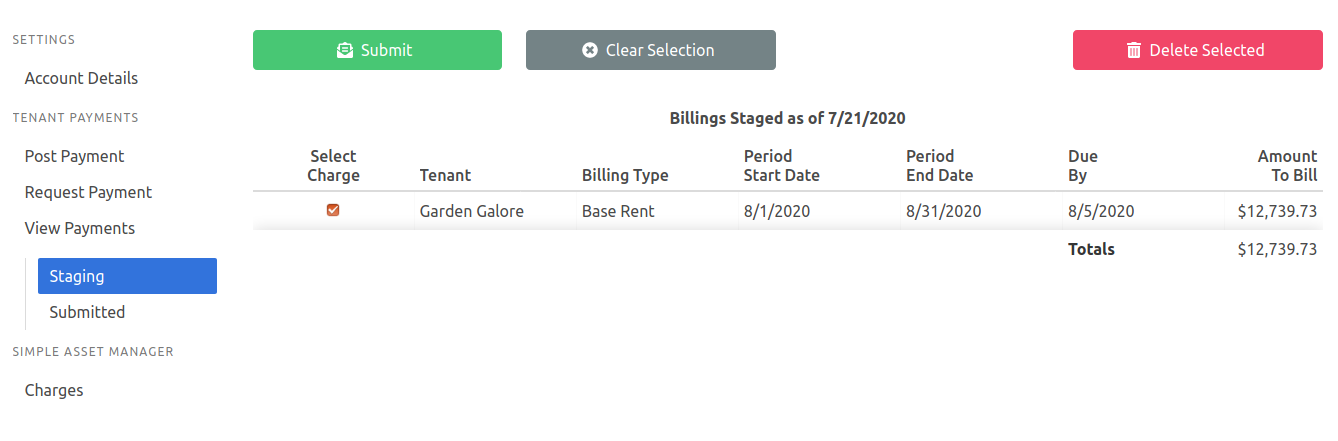 SETTINGS
Account Details
TENANT PAYMENTS
Post Payment
Request Payment
View Payments
Staging
Submitted
SIMPLE ASSET MANAGER
Charges
Submit
Clear Selection
Delete Selected
Billings Staged as of 7/21/2020
Select Charge Tenant Billing Type Period Start Date Period End Date Due By Amount To Bill
Garden Galore Base Rent 8/1/2020 8/31/2020 8/5/2020 $12,739.73
Totals $12,739.73